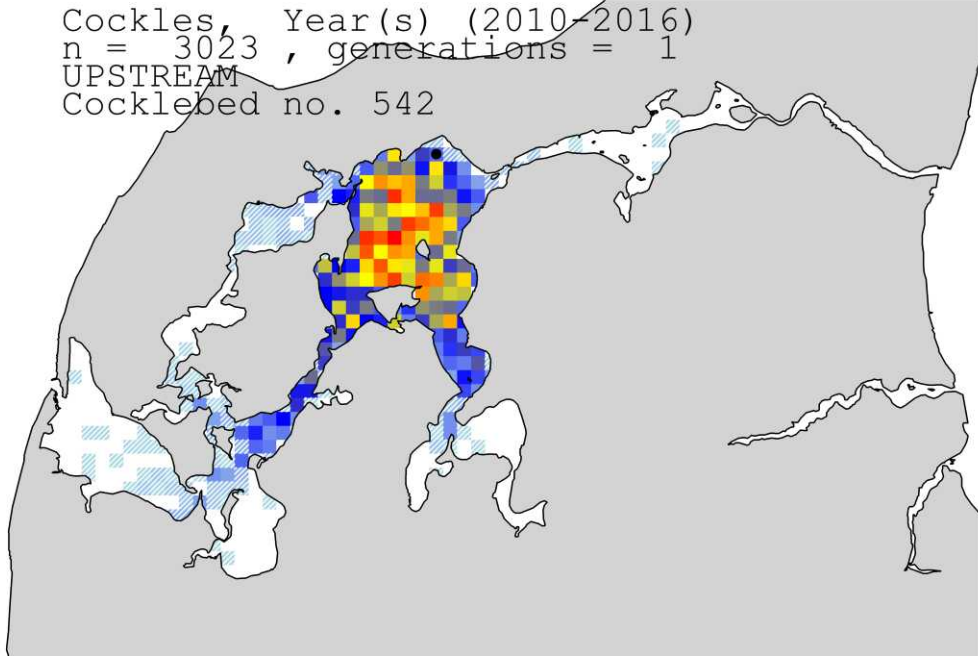 Cockles, Year(s) (2010-2016)
n = 3023 , generations = 1
UPSTREAM
Cocklebed no. 542